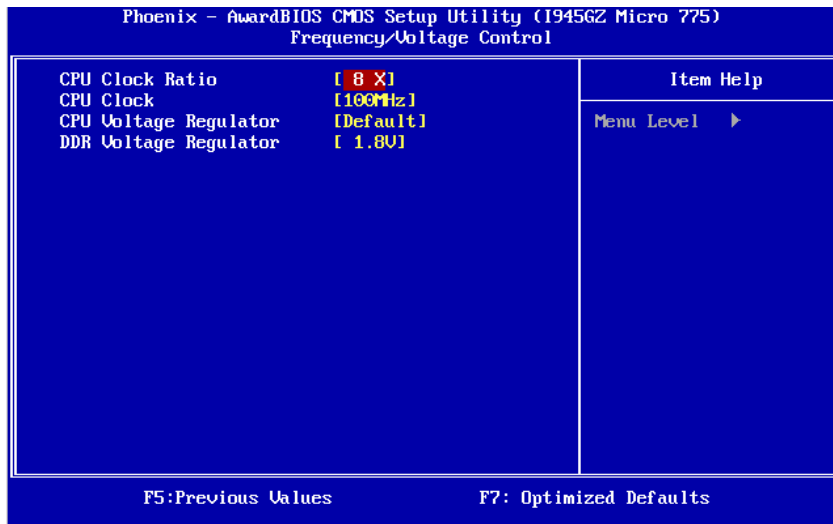 Phoenix - AwardBIOS CMOS Setup Utility (I945GZ Micro 775)
Frequency/Voltage Control
CPU Clock Ratio [ 8 X]
CPU Clock [100MHz]
CPU Voltage Regulator [Default]
DDR Voltage Regulator [ 1.8V]
Item Help
Menu Level
F5:Previous Values F7: Optimized Defaults